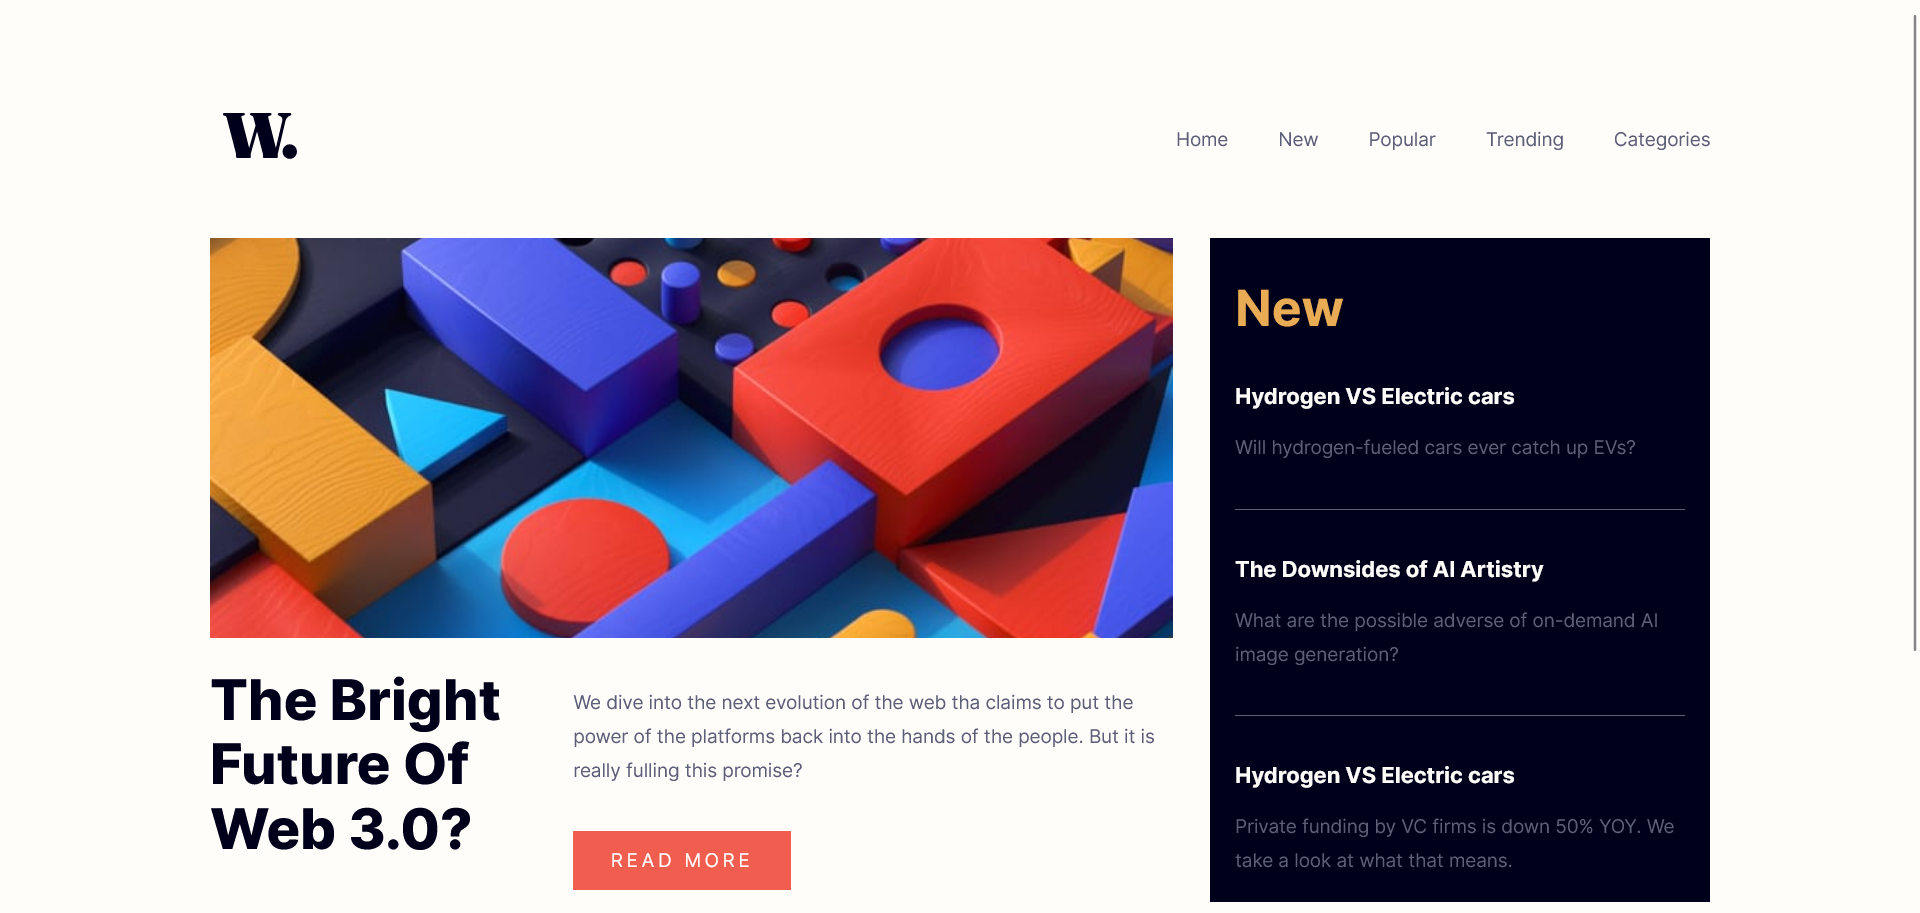 W.
Home New Popular Trending Categories
The Bright
Future Of
Web 3.0?
We dive into the next evolution of the web tha claims to put the
power of the platforms back into the hands of the people. But it is
really fulling this promise?
READ MORE
New
Hydrogen VS Electric cars
Will hydrogen-fueled cars ever catch up EVs?
The Downsides of AI Artistry
What are the possible adverse of on-demand AI
image generation?
Hydrogen VS Electric cars
Private funding by VC firms is down 50% YOY. We
take a look at what that means.